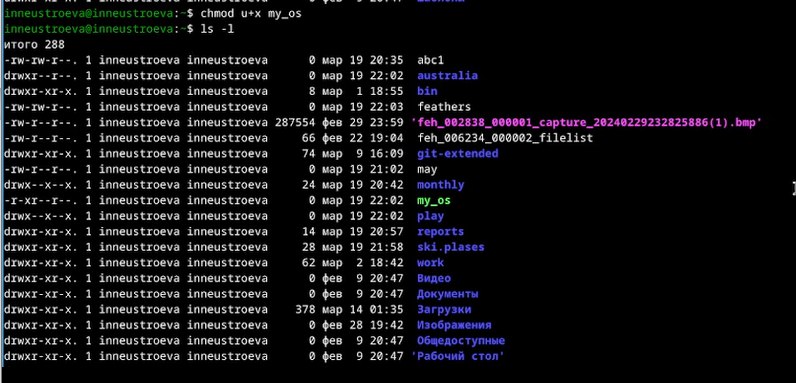 inneustroeva@inneustroeva:~$ chmod u+x my_os
inneustroeva@inneustroeva:~$ ls -l
итого 288
-rw-rw-r--. 1 inneustroeva inneustroeva 0 мар 19 20:35 abc1
drwxr--r--. 1 inneustroeva inneustroeva 0 мар 19 22:02 australia
drwxr-xr-x. 1 inneustroeva inneustroeva 8 мар 1 18:55 bin
-rw-rw-r--. 1 inneustroeva inneustroeva 0 мар 19 22:03 feathers
-rw-r--r--. 1 inneustroeva inneustroeva 287554 фев 29 23:59 'feh_002838_000001_capture_20240229232825886(1).bmp'
-rw-r--r--. 1 inneustroeva inneustroeva 66 фев 22 19:04 feh_006234_000002_filelist
drwxr-xr-x. 1 inneustroeva inneustroeva 74 мар 9 16:09 git-extended
-rw-r--r--. 1 inneustroeva inneustroeva 0 мар 19 21:02 may
drwx--x--x. 1 inneustroeva inneustroeva 24 мар 19 20:42 monthly
-r-xr--r--. 1 inneustroeva inneustroeva 0 мар 19 22:02 my_os
drwx--x--x. 1 inneustroeva inneustroeva 0 мар 19 22:02 play
drwxr-xr-x. 1 inneustroeva inneustroeva 14 мар 19 20:57 reports
drwxr-xr-x. 1 inneustroeva inneustroeva 28 мар 19 21:58 ski.plases
drwxr-xr-x. 1 inneustroeva inneustroeva 62 мар 2 18:42 work
drwxr-xr-x. 1 inneustroeva inneustroeva 0 фев 9 20:47 Видео
drwxr-xr-x. 1 inneustroeva inneustroeva 0 фев 9 20:47 Документы
drwxr-xr-x. 1 inneustroeva inneustroeva 378 мар 14 01:35 Загрузки
drwxr-xr-x. 1 inneustroeva inneustroeva 0 фев 28 19:42 Изображения
drwxr-xr-x. 1 inneustroeva inneustroeva 0 фев 9 20:47 Общедоступные
drwxr-xr-x. 1 inneustroeva inneustroeva 0 фев 9 20:47 'Рабочий стол'